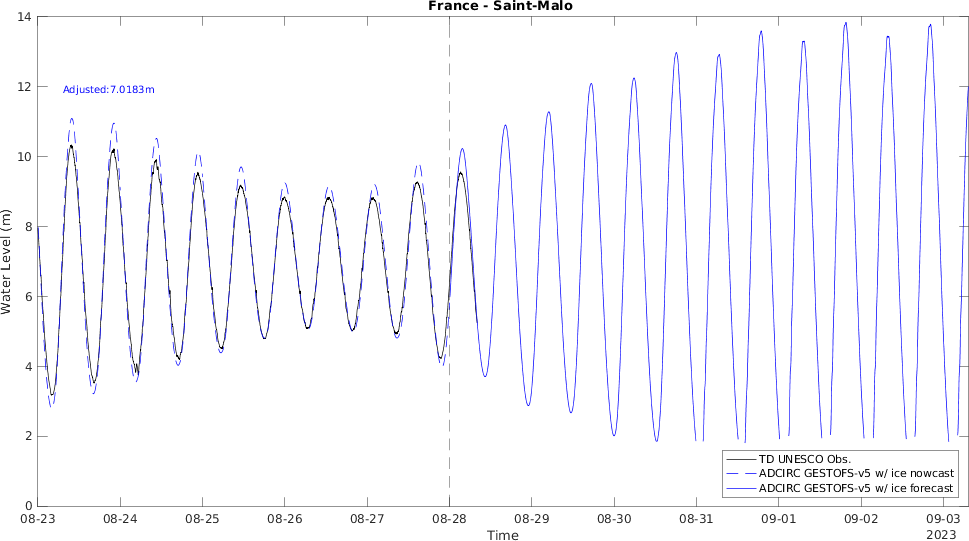 France - Saint-Malo
14
12
10
8
6
4
2
0
Water Level (m)
Adjusted:7.0183m
TD UNESCO Obs.
ADCIRC GESTOFS-v5 w/ ice nowcast
ADCIRC GESTOFS-v5 w/ ice forecast
08-23 08-24 08-25 08-26 08-27 08-28 08-29 08-30 08-31 09-01 09-02 09-03
Time
2023